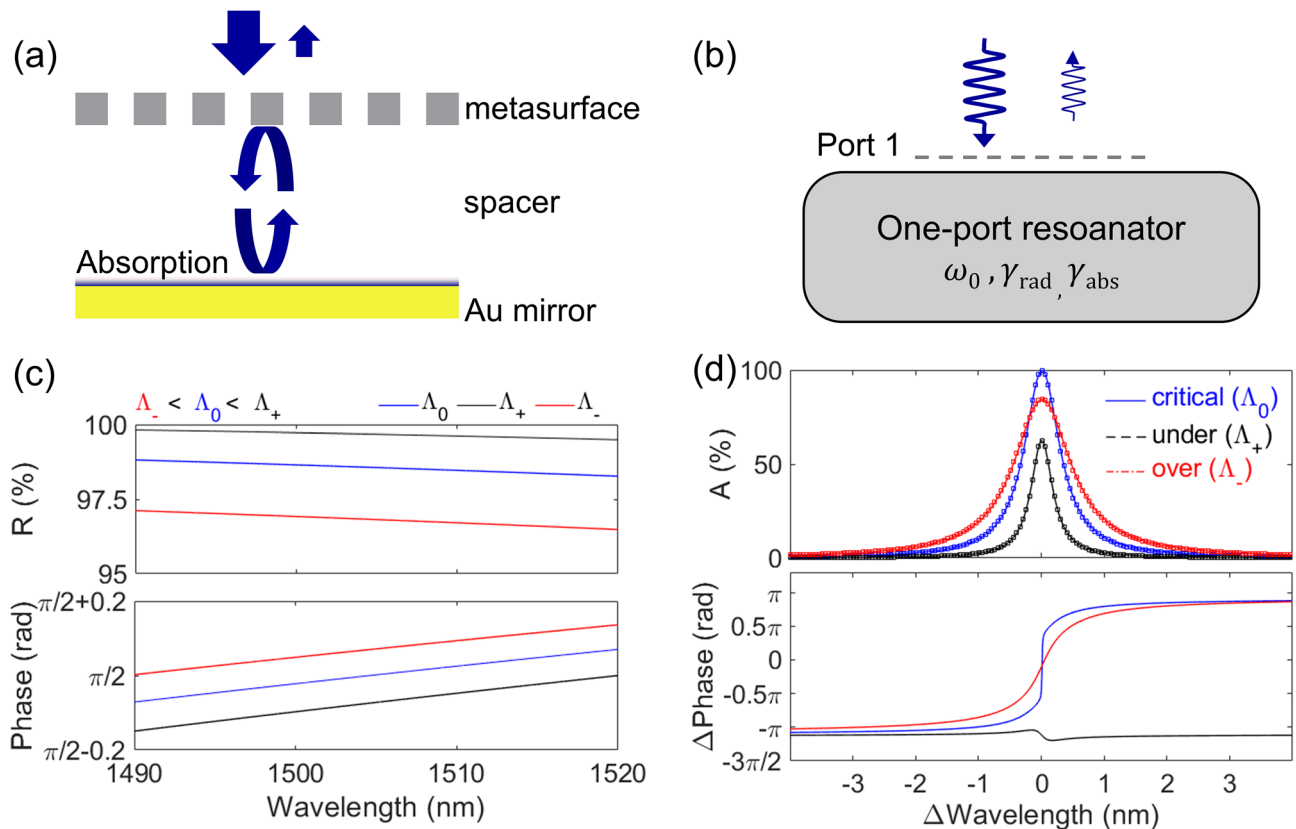 (a)
metasurface
spacer
Absorption
Au mirror
(b)
Port 1
One-port resoanator
ω₀ , γ_rad , γ_abs
(c)
Λ₋ < Λ₀ < Λ₊
Λ₀ Λ₊ Λ₋
R (%)
100
97.5
95
Phase (rad)
π/2+0.2
π/2
π/2-0.2
1490 1500 1510 1520
Wavelength (nm)
(d)
A (%)
100
50
0
critical (Λ₀)
under (Λ₊)
over (Λ₋)
ΔPhase (rad)
π
0.5π
0
-0.5π
-π
-3π/2
-3 -2 -1 0 1 2 3
ΔWavelength (nm)